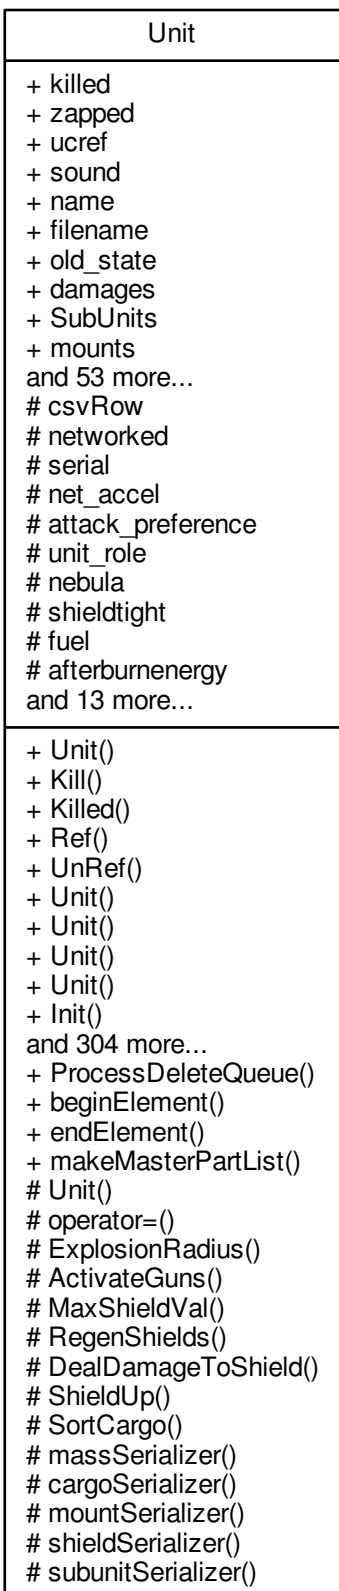 Unit
+ killed
+ zapped
+ ucref
+ sound
+ name
+ filename
+ old_state
+ damages
+ SubUnits
+ mounts
and 53 more...
# csvRow
# networked
# serial
# net_accel
# attack_preference
# unit_role
# nebula
# shieldtight
# fuel
# afterburnenergy
and 13 more...
+ Unit()
+ Kill()
+ Killed()
+ Ref()
+ UnRef()
+ Unit()
+ Unit()
+ Unit()
+ Unit()
+ Init()
and 304 more...
+ ProcessDeleteQueue()
+ beginElement()
+ endElement()
+ makeMasterPartList()
# Unit()
# operator=()
# ExplosionRadius()
# ActivateGuns()
# MaxShieldVal()
# RegenShields()
# DealDamageToShield()
# ShieldUp()
# SortCargo()
# massSerializer()
# cargoSerializer()
# mountSerializer()
# shieldSerializer()
# subunitSerializer()